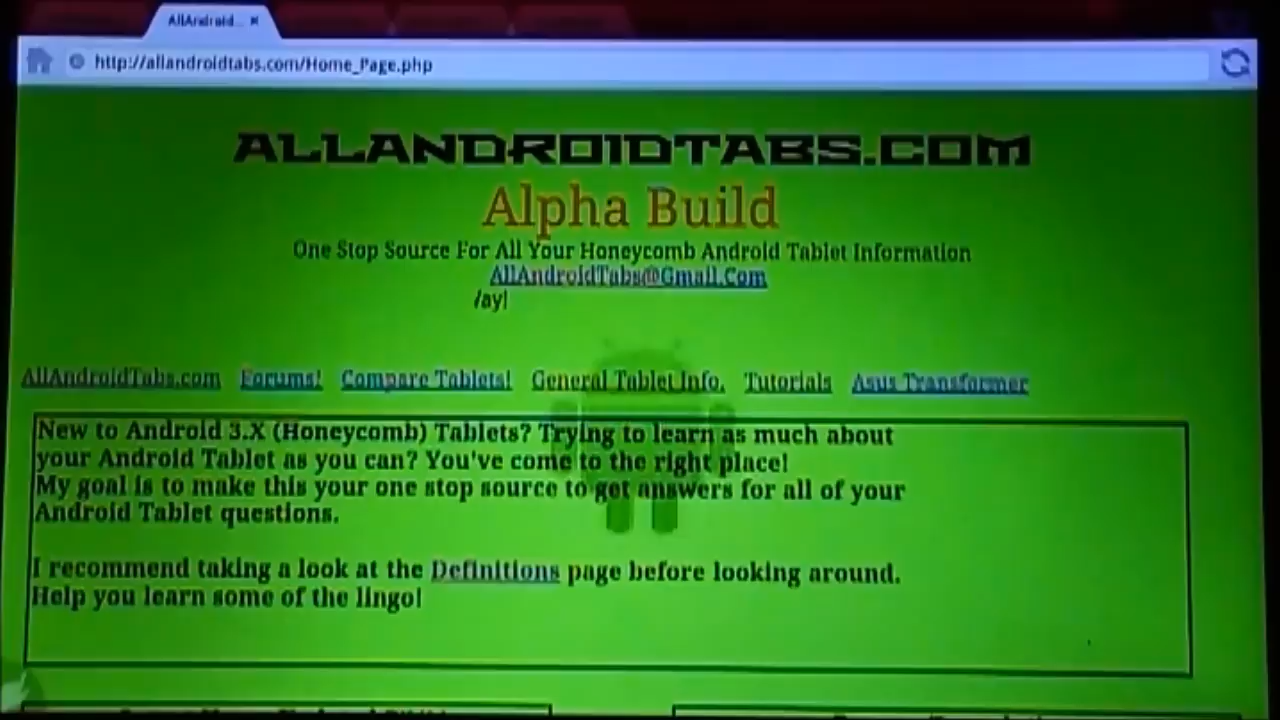 AllAndroid...
http://allandroidtabs.com/Home_Page.php
ALLANDROIDTABS.COM
Alpha Build
One Stop Source For All Your Honeycomb Android Tablet Information
AllAndroidTabs@Gmail.Com
/ay|
AllAndroidTabs.com Forums! Compare Tablets! General Tablet Info. Tutorials Asus Transformer
New to Android 3.X (Honeycomb) Tablets? Trying to learn as much about
your Android Tablet as you can? You've come to the right place!
My goal is to make this your one stop source to get answers for all of your
Android Tablet questions.
I recommend taking a look at the Definitions page before looking around.
Help you learn some of the lingo!